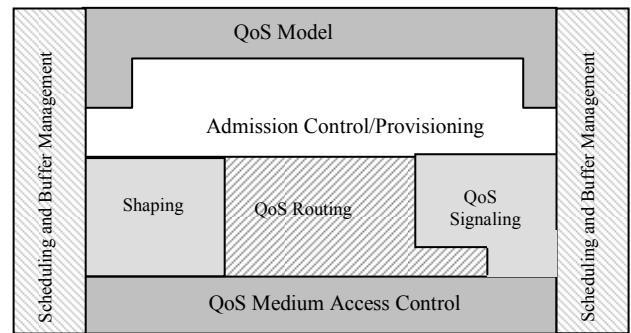 QoS Model
Scheduling and Buffer Management
Admission Control/Provisioning
Shaping
QoS Routing
QoS
Signaling
Scheduling and Buffer Management
QoS Medium Access Control